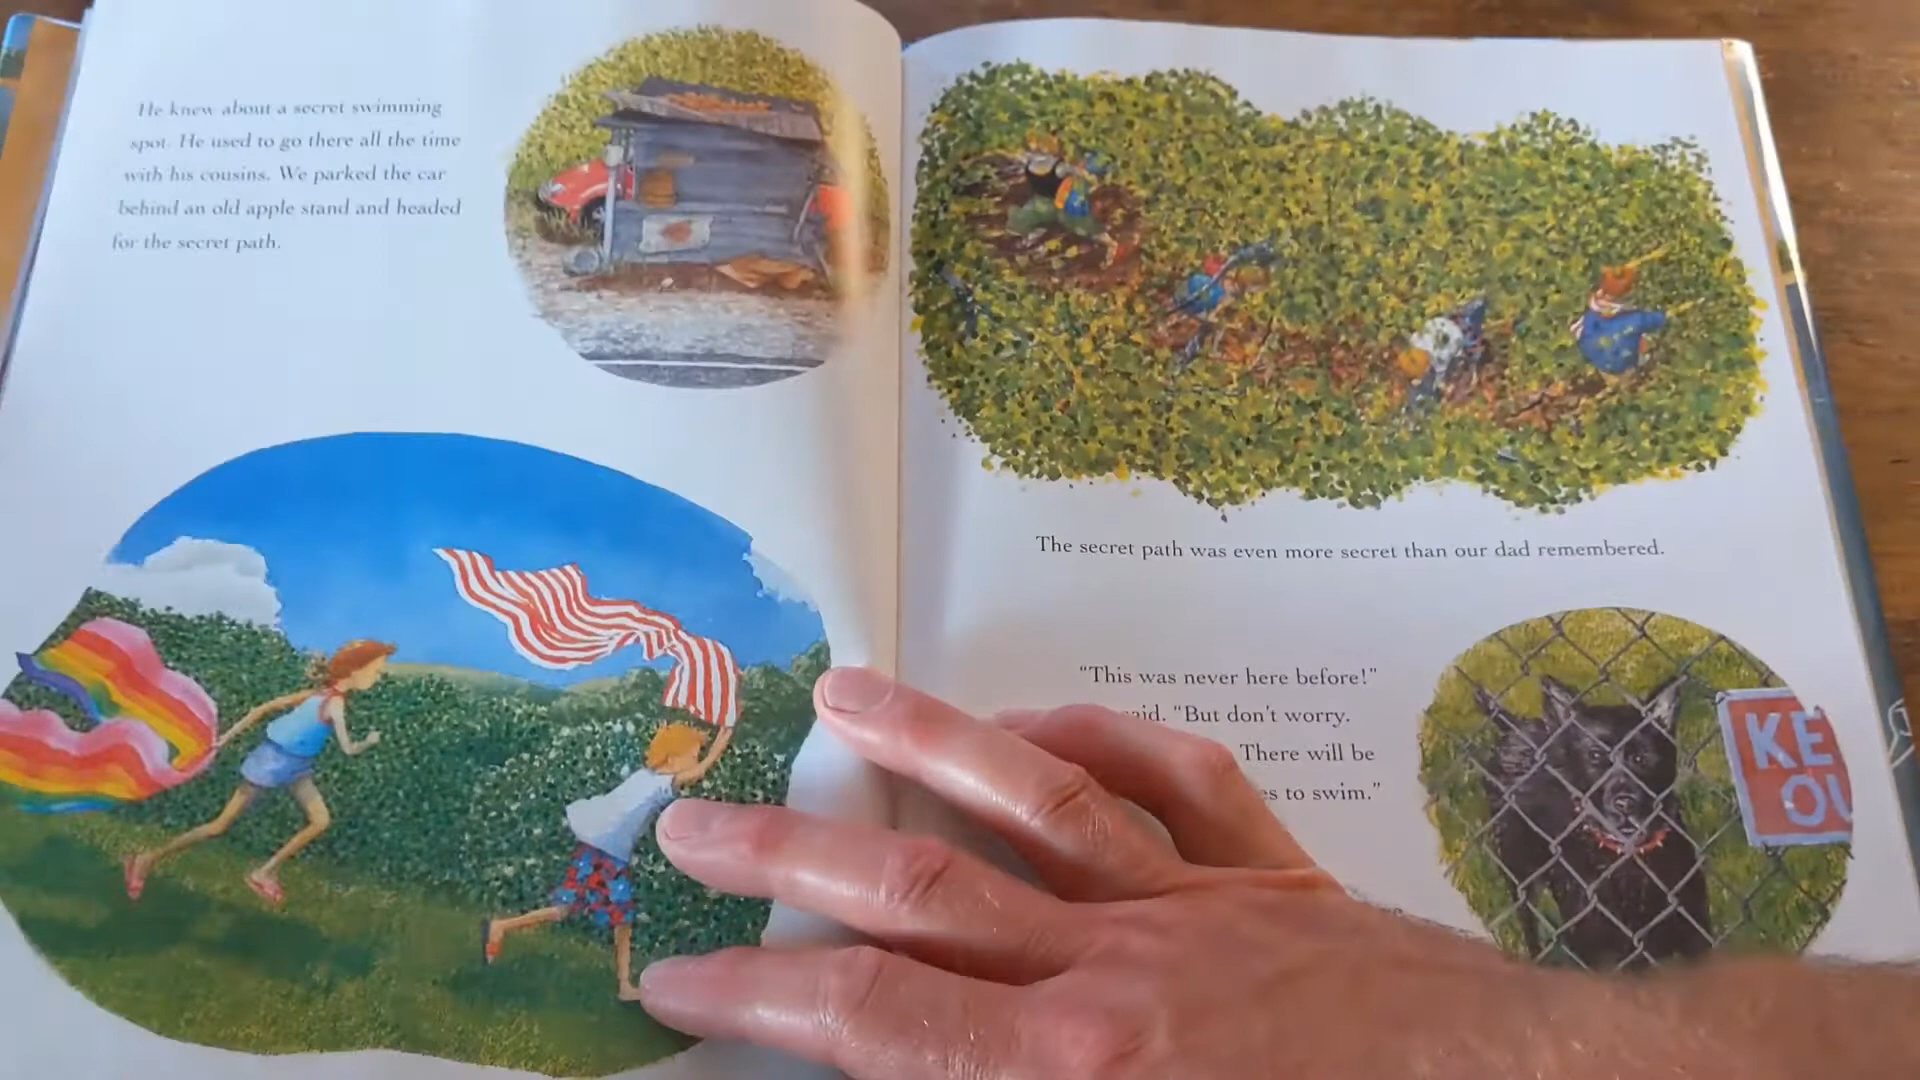 He knew about a secret swimming
spot. He used to go there all the time
with his cousins. We parked the car
behind an old apple stand and headed
for the secret path.
The secret path was even more secret than our dad remembered.
"This was never here before!"
"But don't worry.
There will be
to swim."
KE
OU